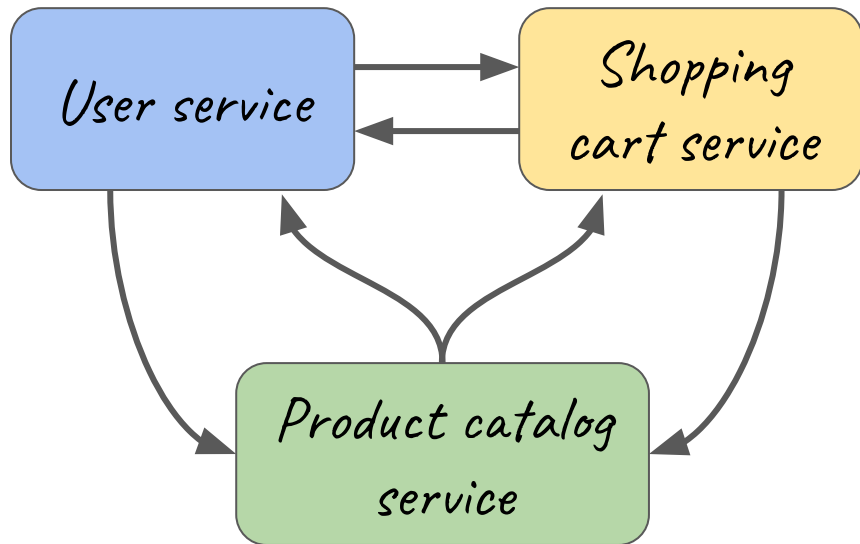 User service
Shopping
cart service
Product catalog
service